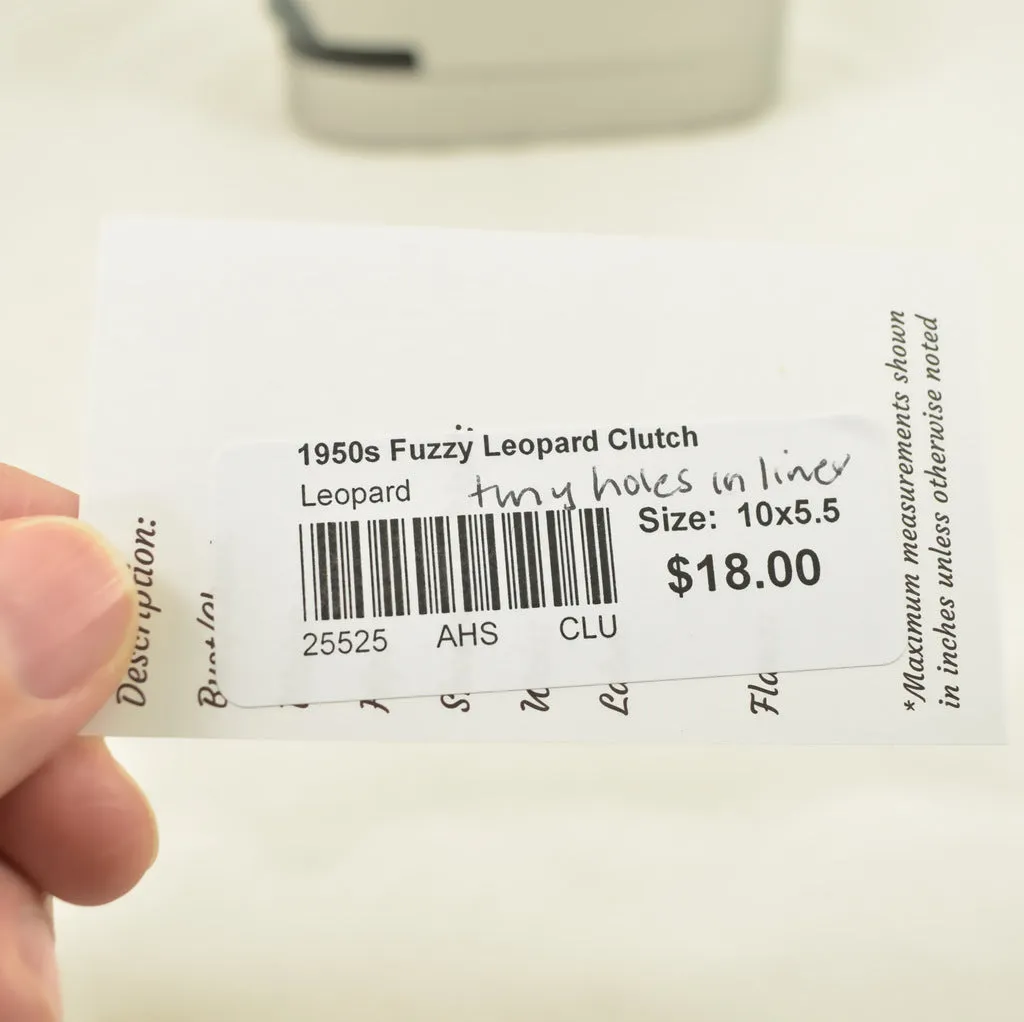 1950s Fuzzy Leopard Clutch
Leopard
tiny holes in liner
Size: 10x5.5
$18.00
25525 AHS CLU
Description:
*Maximum measurements shown
in inches unless otherwise noted